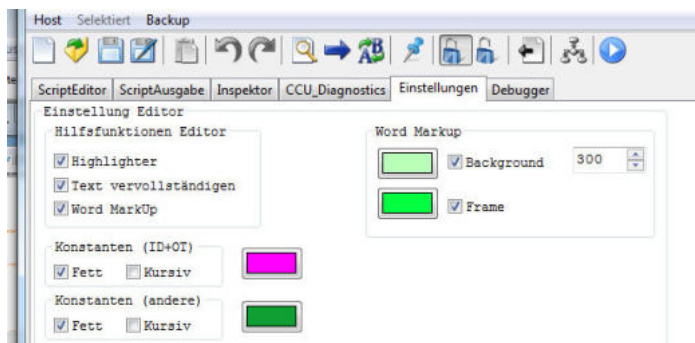 Host Selektiert Backup
ScriptEditor ScriptAusgabe Inspektor CCU_Diagnostics Einstellungen Debugger
Einstellung Editor
Hilfsfunktionen Editor
Word Markup
Highlighter
Background 300
Text vervollständigen
Word MarkUp
Frame
Konstanten (ID+OT)
Fett Kursiv
Konstanten (andere)
Fett Kursiv